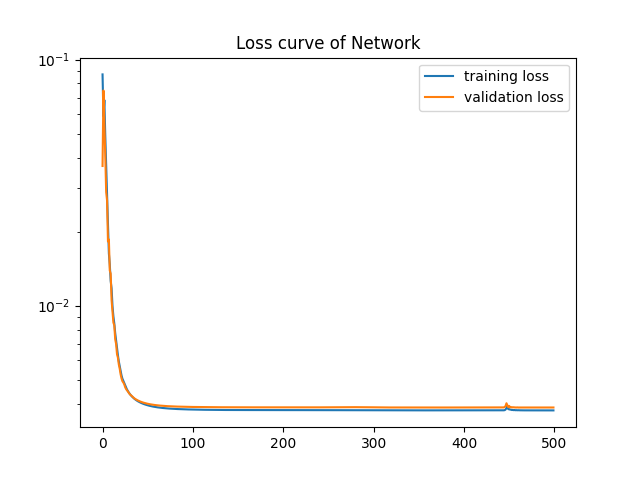 Loss curve of Network
10⁻¹
training loss
validation loss
10⁻²
0 100 200 300 400 500